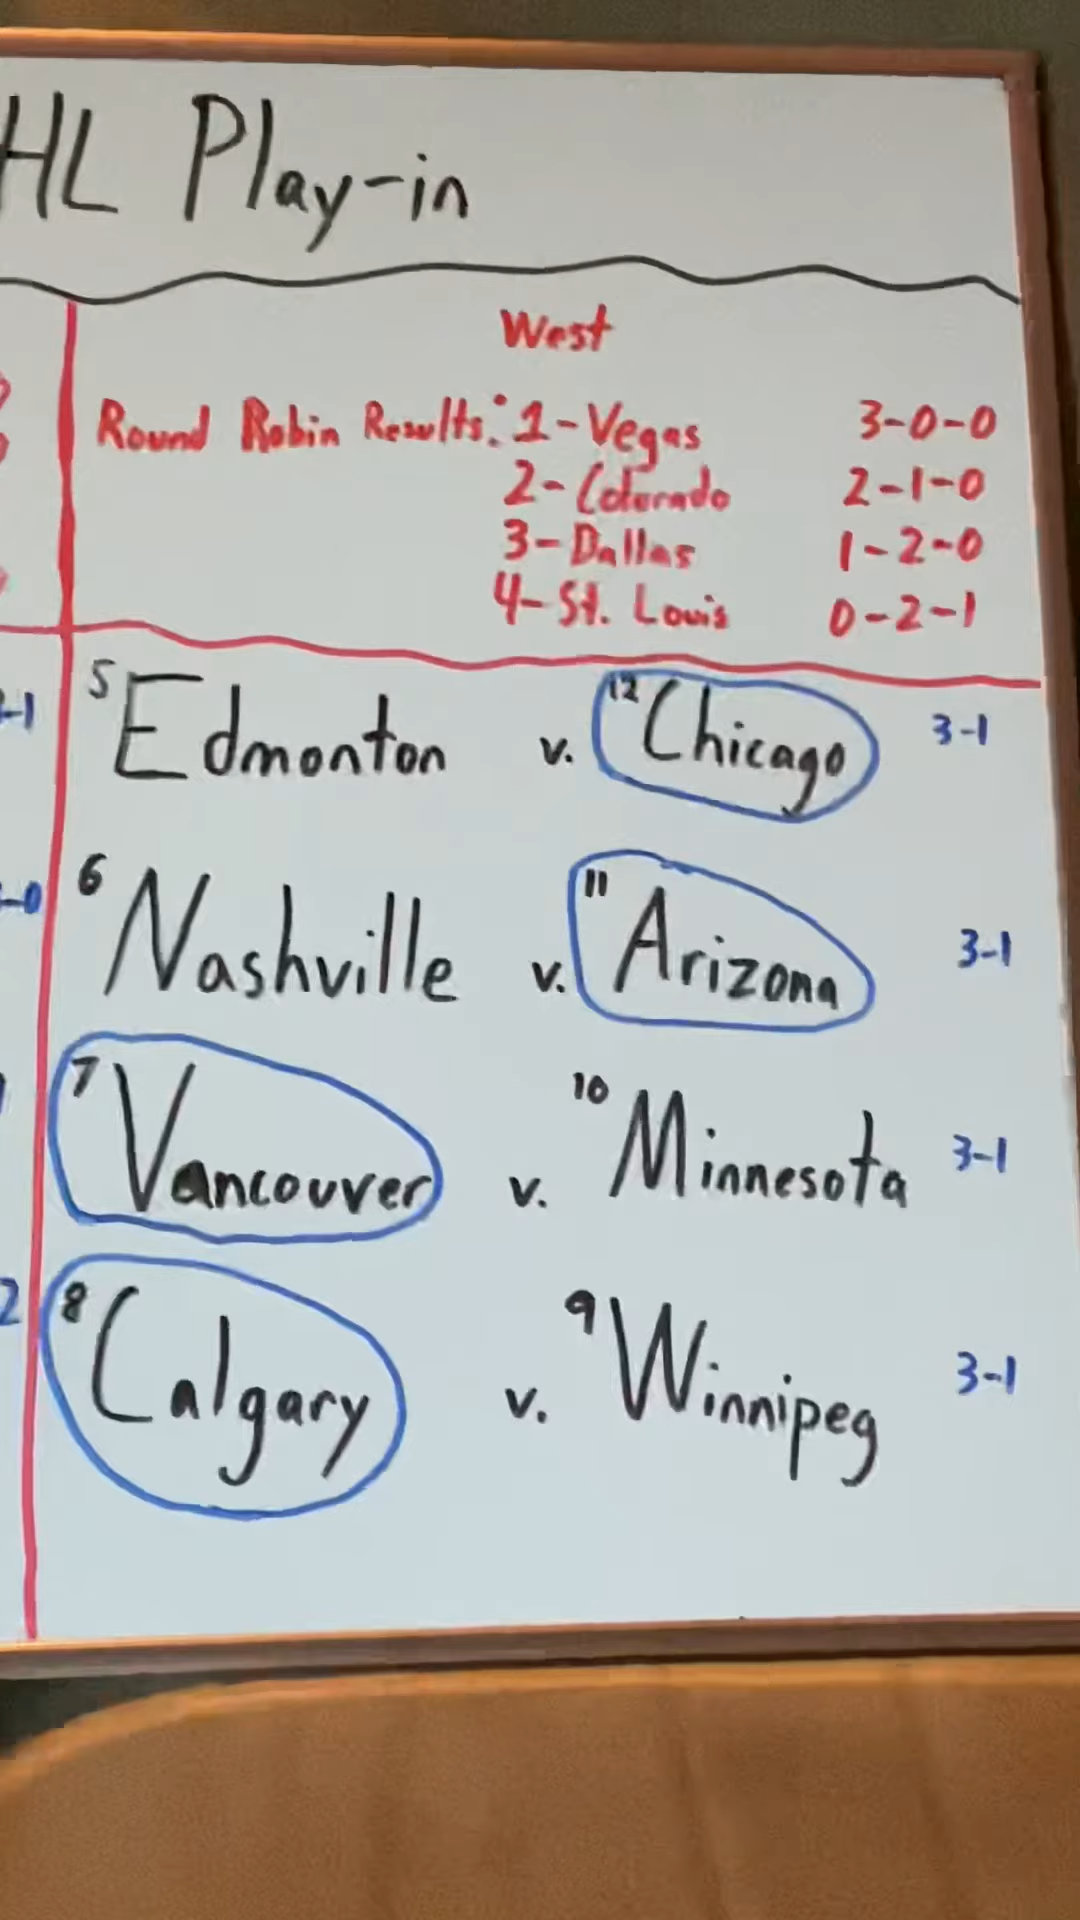 HL Play-in
West
Round Robin Results: 1-Vegas 3-0-0
2-Colorado 2-1-0
3-Dallas 1-2-0
4-St. Louis 0-2-1
5 Edmonton v. 12 Chicago 3-1
6 Nashville v. 11 Arizona 3-1
7 Vancouver v. 10 Minnesota 3-1
8 Calgary v. 9 Winnipeg 3-1